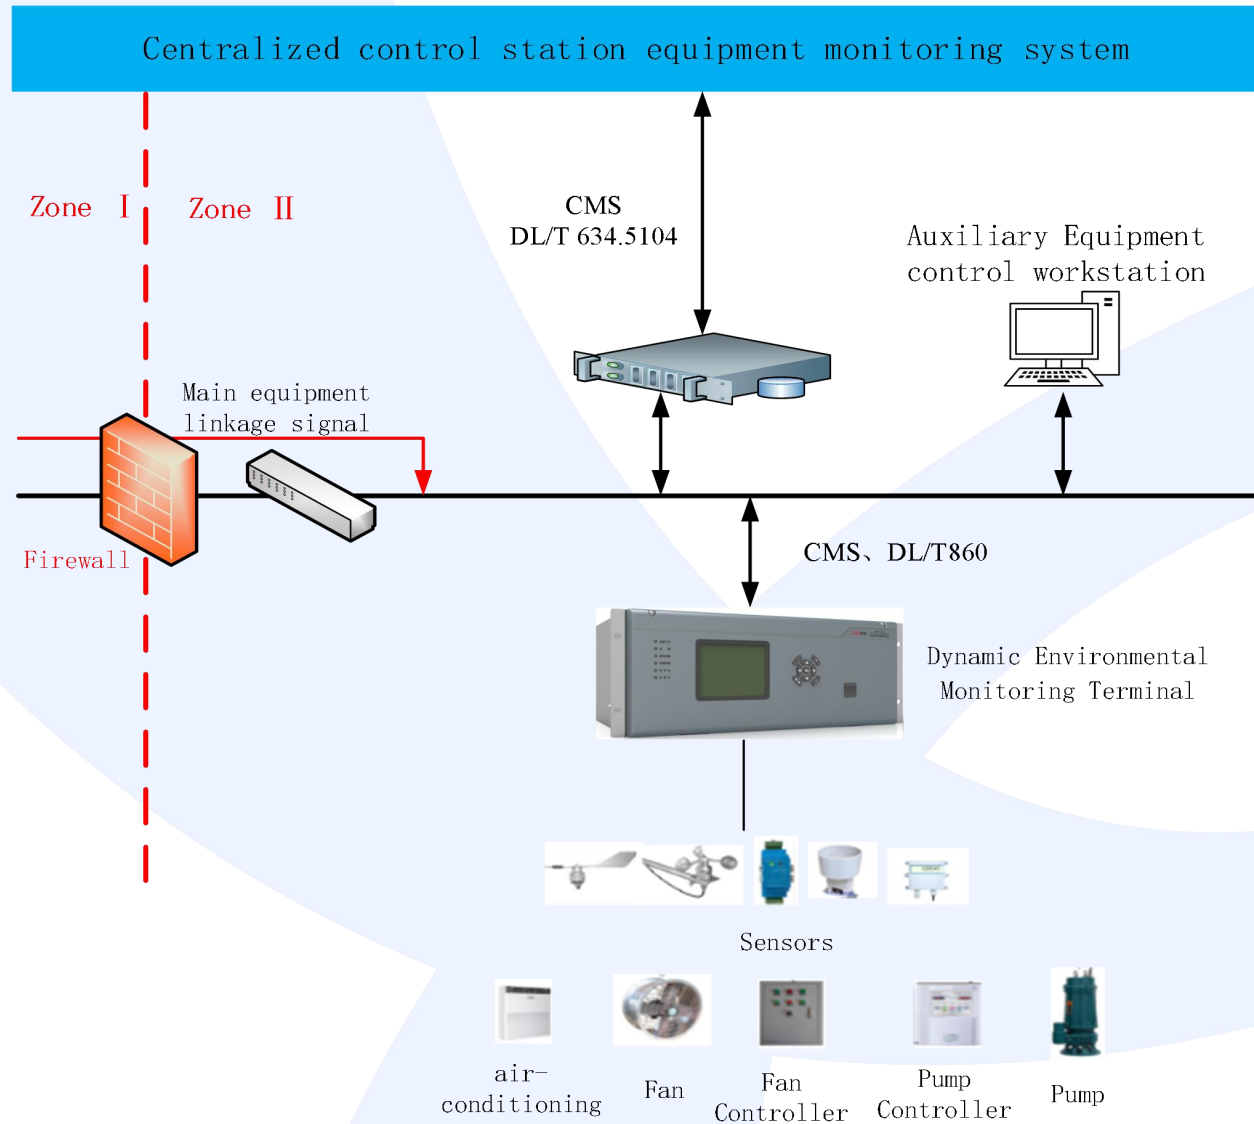 Centralized control station equipment monitoring system
Zone Ⅰ
Zone Ⅱ
CMS
DL/T 634.5104
Auxiliary Equipment
control workstation
Main equipment
linkage signal
Firewall
CMS、DL/T860
Dynamic Environmental
Monitoring Terminal
Sensors
air-
conditioning
Fan
Fan
Controller
Pump
Controller
Pump